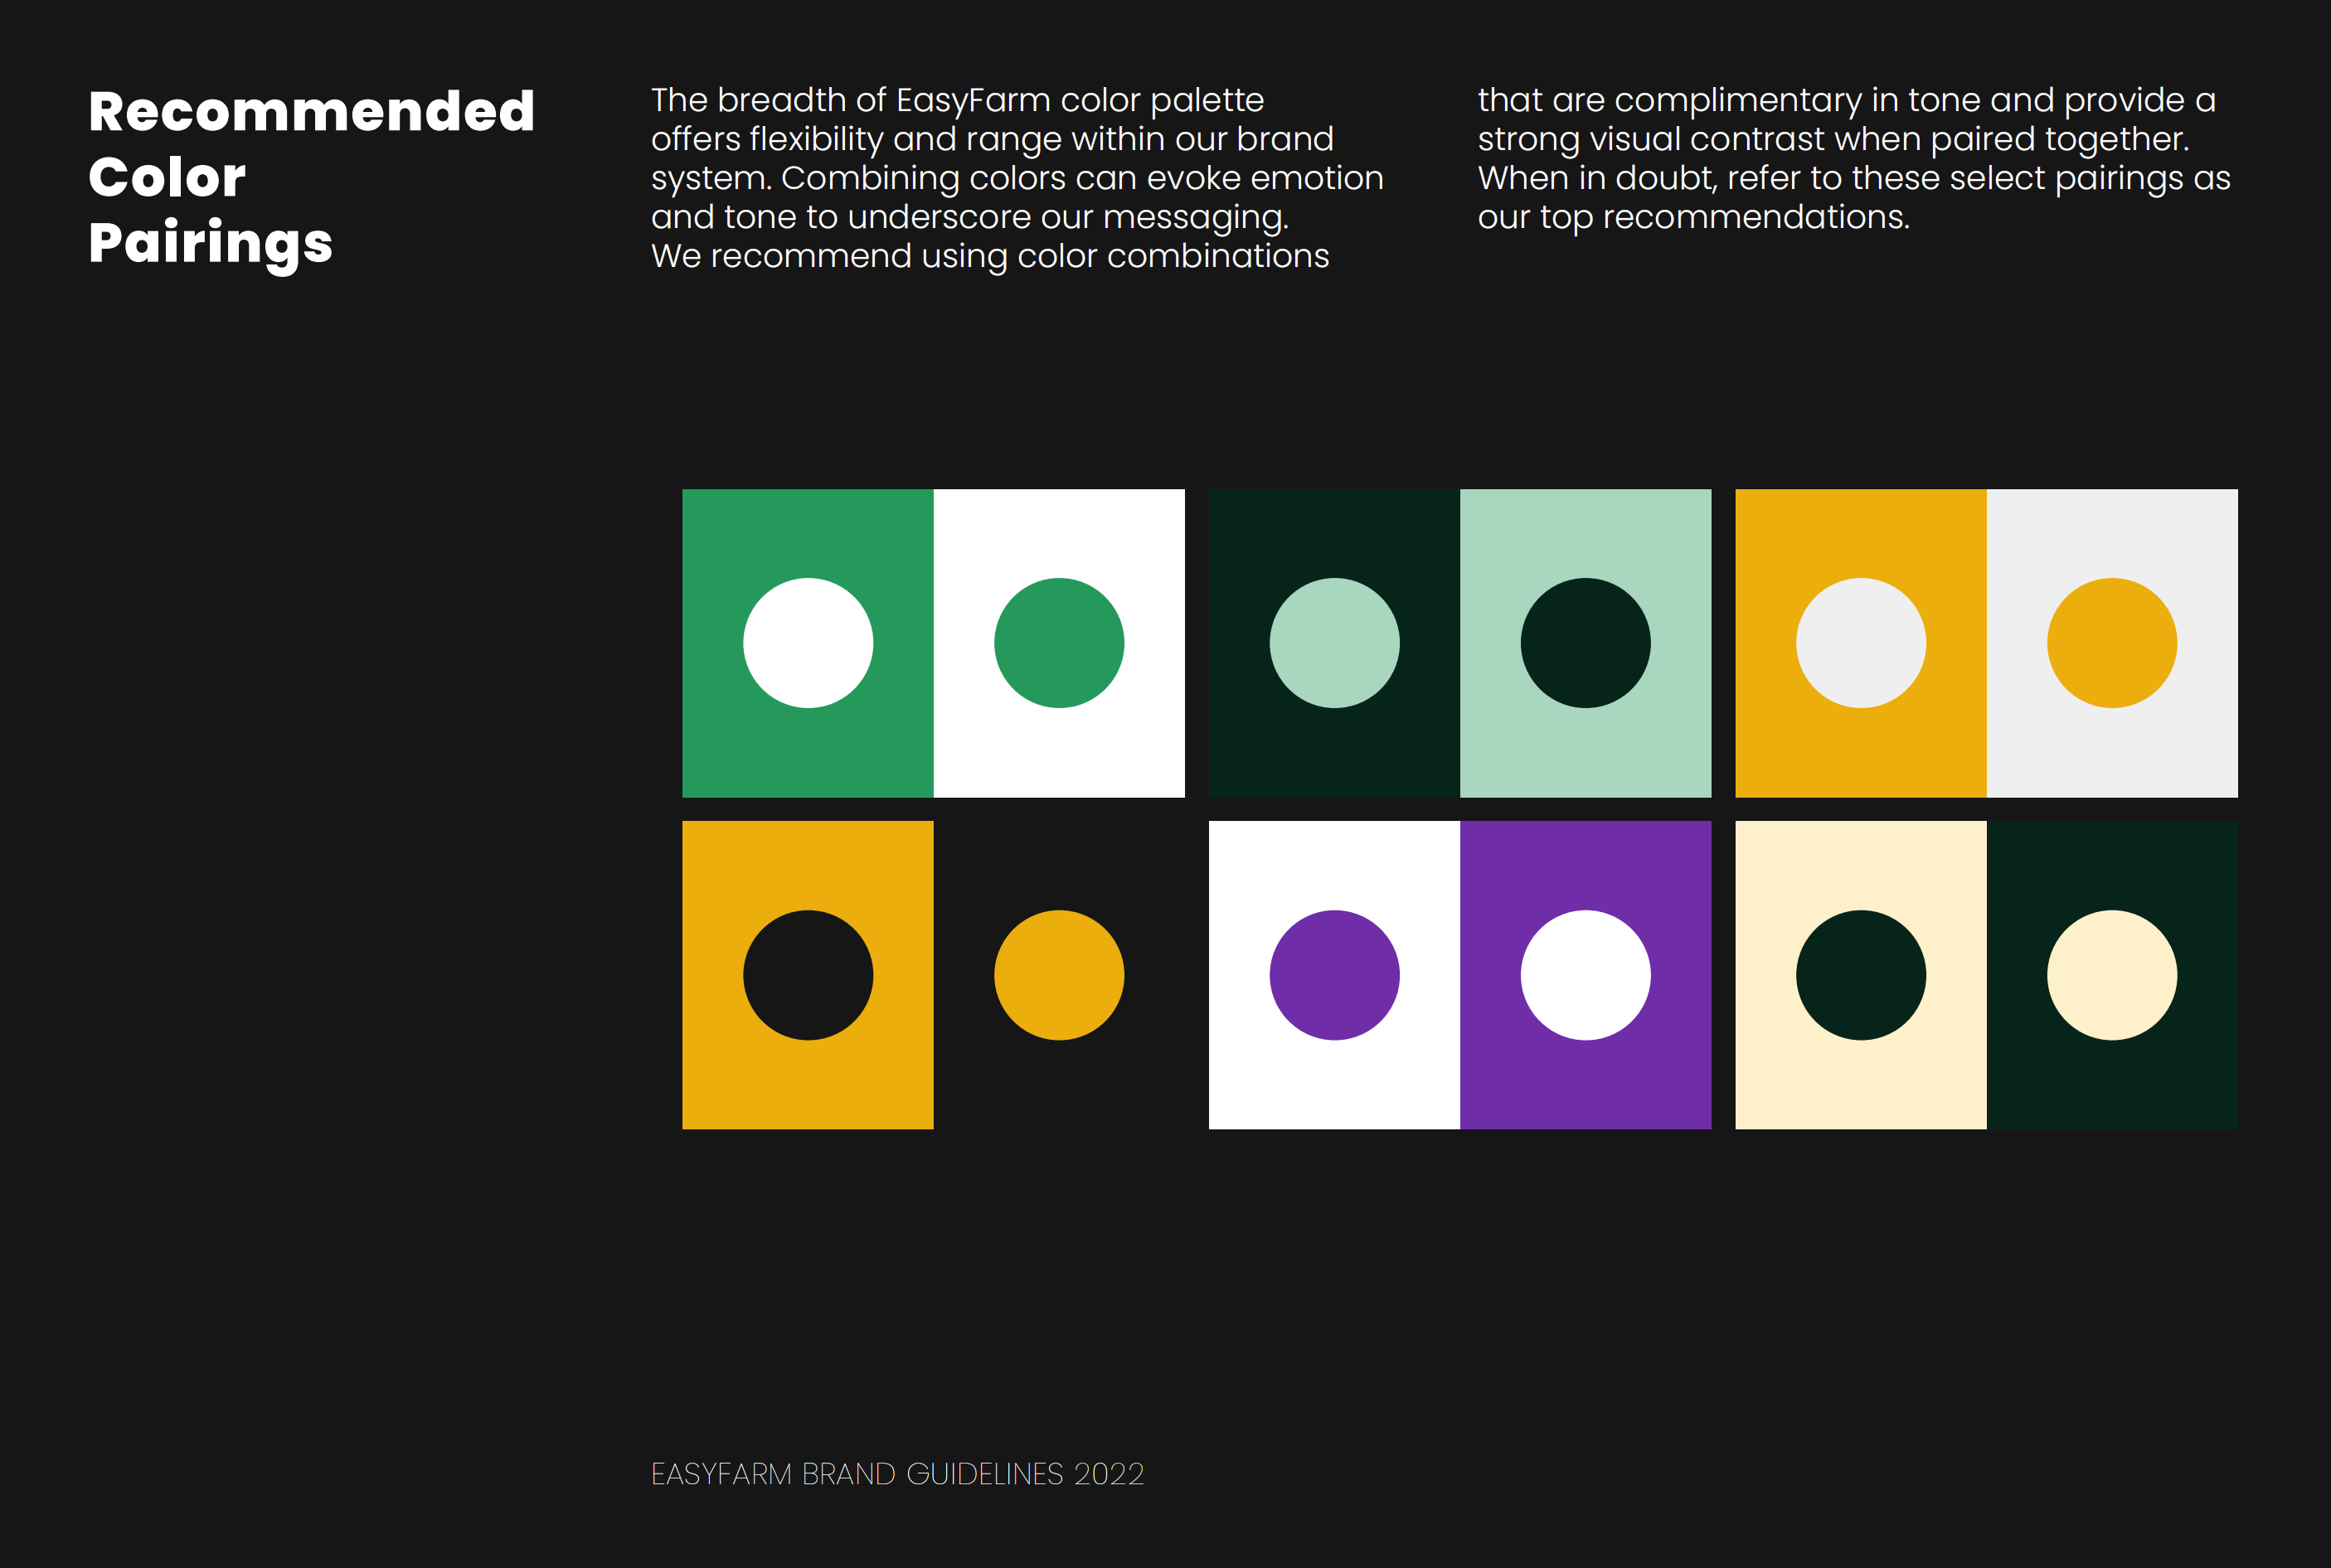 Recommended
Color
Pairings
The breadth of EasyFarm color palette
offers flexibility and range within our brand
system. Combining colors can evoke emotion
and tone to underscore our messaging.
We recommend using color combinations
that are complimentary in tone and provide a
strong visual contrast when paired together.
When in doubt, refer to these select pairings as
our top recommendations.
EASYFARM BRAND GUIDELINES 2022